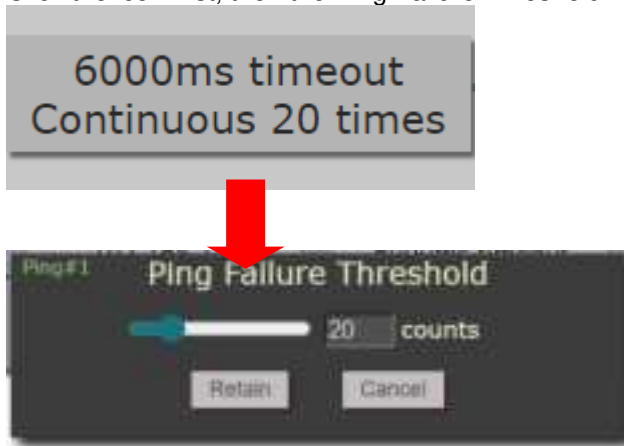 6000ms timeout
Continuous 20 times
Ping#1
Ping Failure Threshold
20 counts
Retain Cancel